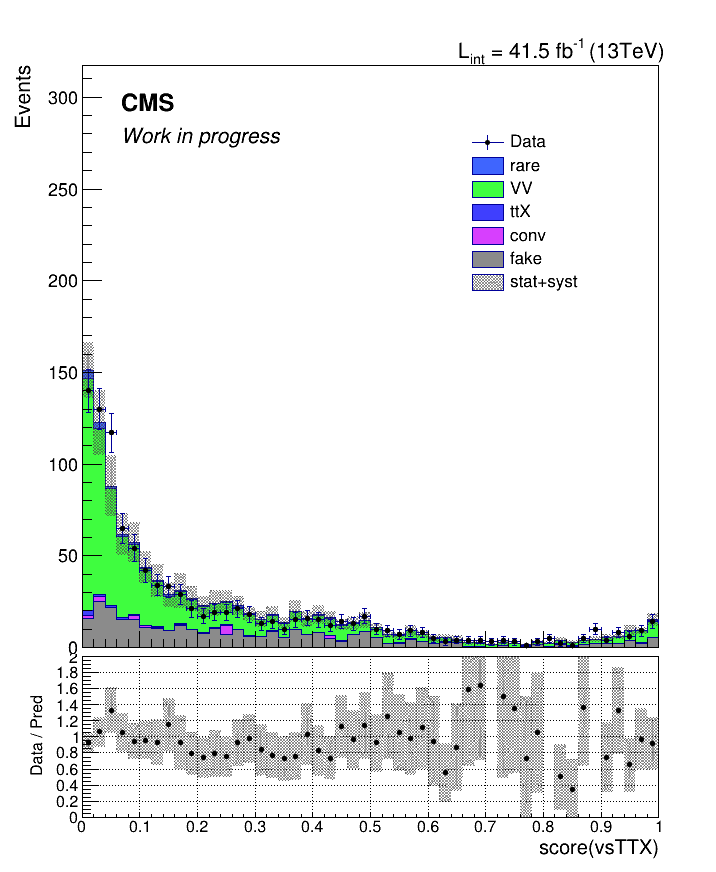 L_int = 41.5 fb^-1 (13TeV)
Events
CMS
Work in progress
300
250
200
150
100
50
0
Data
rare
VV
ttX
conv
fake
stat+syst
Data / Pred
2
1.8
1.6
1.4
1.2
1
0.8
0.6
0.4
0.2
0
0 0.1 0.2 0.3 0.4 0.5 0.6 0.7 0.8 0.9 1
score(vsTTX)